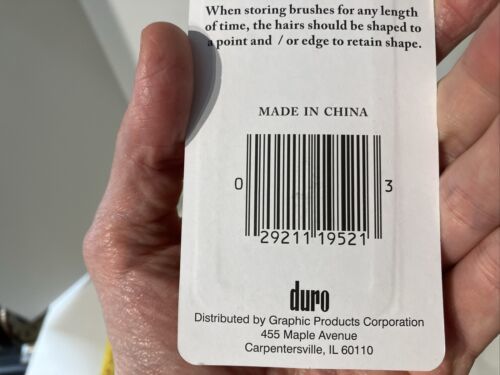 When storing brushes for any length
of time, the hairs should be shaped to
a point and / or edge to retain shape.
MADE IN CHINA
0 29211 19521 3
duro
Distributed by Graphic Products Corporation
455 Maple Avenue
Carpentersville, IL 60110